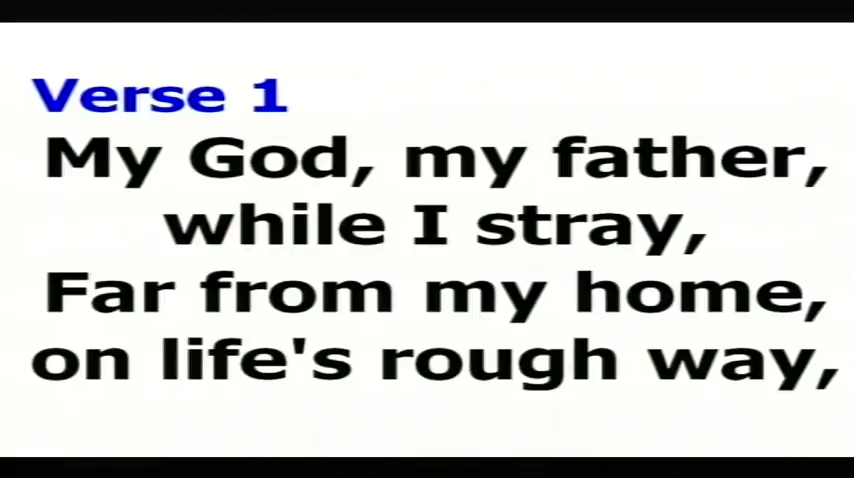 Verse 1
My God, my father,
while I stray,
Far from my home,
on life's rough way,